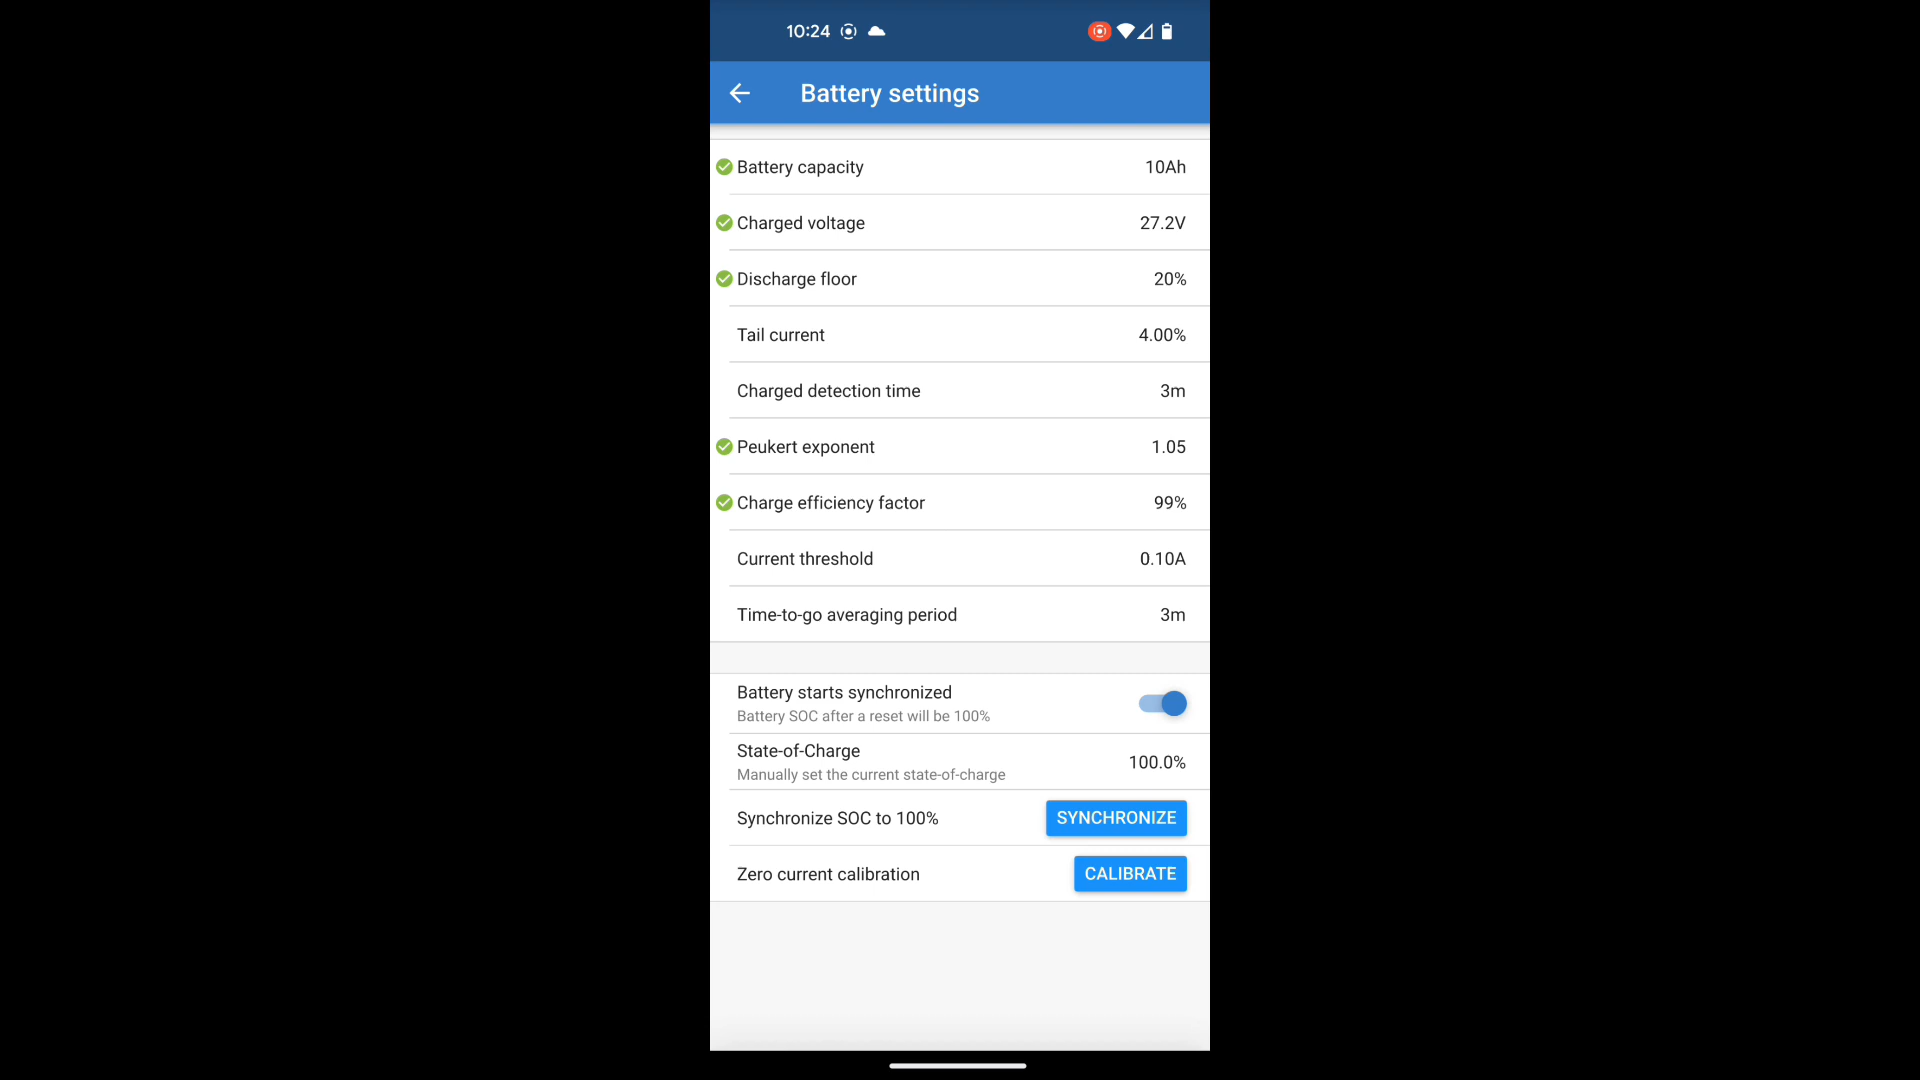 10:24
Battery settings
Battery capacity 10Ah
Charged voltage 27.2V
Discharge floor 20%
Tail current 4.00%
Charged detection time 3m
Peukert exponent 1.05
Charge efficiency factor 99%
Current threshold 0.10A
Time-to-go averaging period 3m
Battery starts synchronized
Battery SOC after a reset will be 100%
State-of-Charge 100.0%
Manually set the current state-of-charge
Synchronize SOC to 100% SYNCHRONIZE
Zero current calibration CALIBRATE